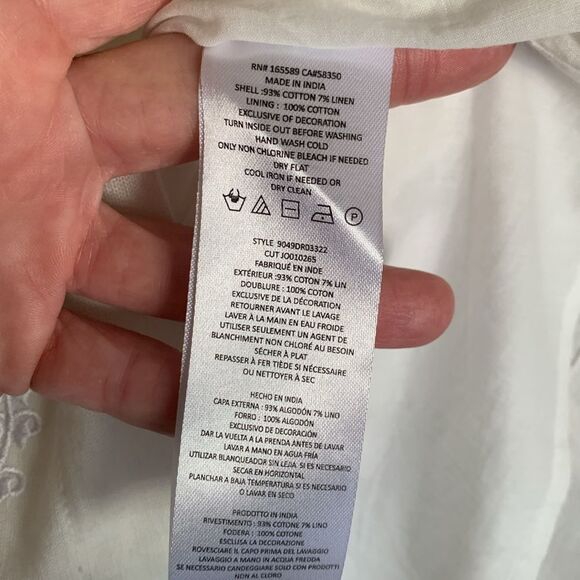 RN# 165589 CA#58350
MADE IN INDIA
SHELL :93% COTTON 7% LINEN
LINING : 100% COTTON
EXCLUSIVE OF DECORATION
TURN INSIDE OUT BEFORE WASHING
HAND WASH COLD
ONLY NON CHLORINE BLEACH IF NEEDED
DRY FLAT
COOL IRON IF NEEDED OR
DRY CLEAN
P
STYLE 9049DR03322
CUT JO010265
FABRIQUÉ EN INDE
EXTÉRIEUR :93% COTON 7% LIN
DOUBLURE : 100% COTON
EXCLUSIVE DE LA DÉCORATION
RETOURNER AVANT LE LAVAGE
LAVER À LA MAIN EN EAU FROIDE
UTILISER SEULEMENT UN AGENT DE
BLANCHIMENT NON CHLORÉ AU BESOIN
SÉCHER À PLAT
REPASSER À FER TIÈDE SI NÉCESSAIRE
OU NETTOYER À SEC
HECHO EN INDIA
CAPA EXTERNA : 93% ALGODÓN 7% LINO
FORRO : 100% ALGODÓN
EXCLUSIVO DE DECORACIÓN
DAR LA VUELTA A LA PRENDA ANTES DE LAVAR
LAVAR A MANO EN AGUA FRÍA
UTILIZAR BLANQUEADOR SIN LEJIA SI ES NECESARIO
SECAR EN HORIZONTAL
PLANCHAR A BAJA TEMPERATURA SI ES NECESARIO
O LAVAR EN SECO
PRODOTTO IN INDIA
RIVESTIMENTO : 93% COTONE 7% LINO
FODERA : 100% COTONE
ESCLUSA LA DECORAZIONE
ROVESCIARE IL CAPO PRIMA DEL LAVAGGIO
LAVAGGIO A MANO IN ACQUA FREDDA
SE NECESSARIO CANDEGGIARE SOLO CON PRODOTTI
NON AL CLORO